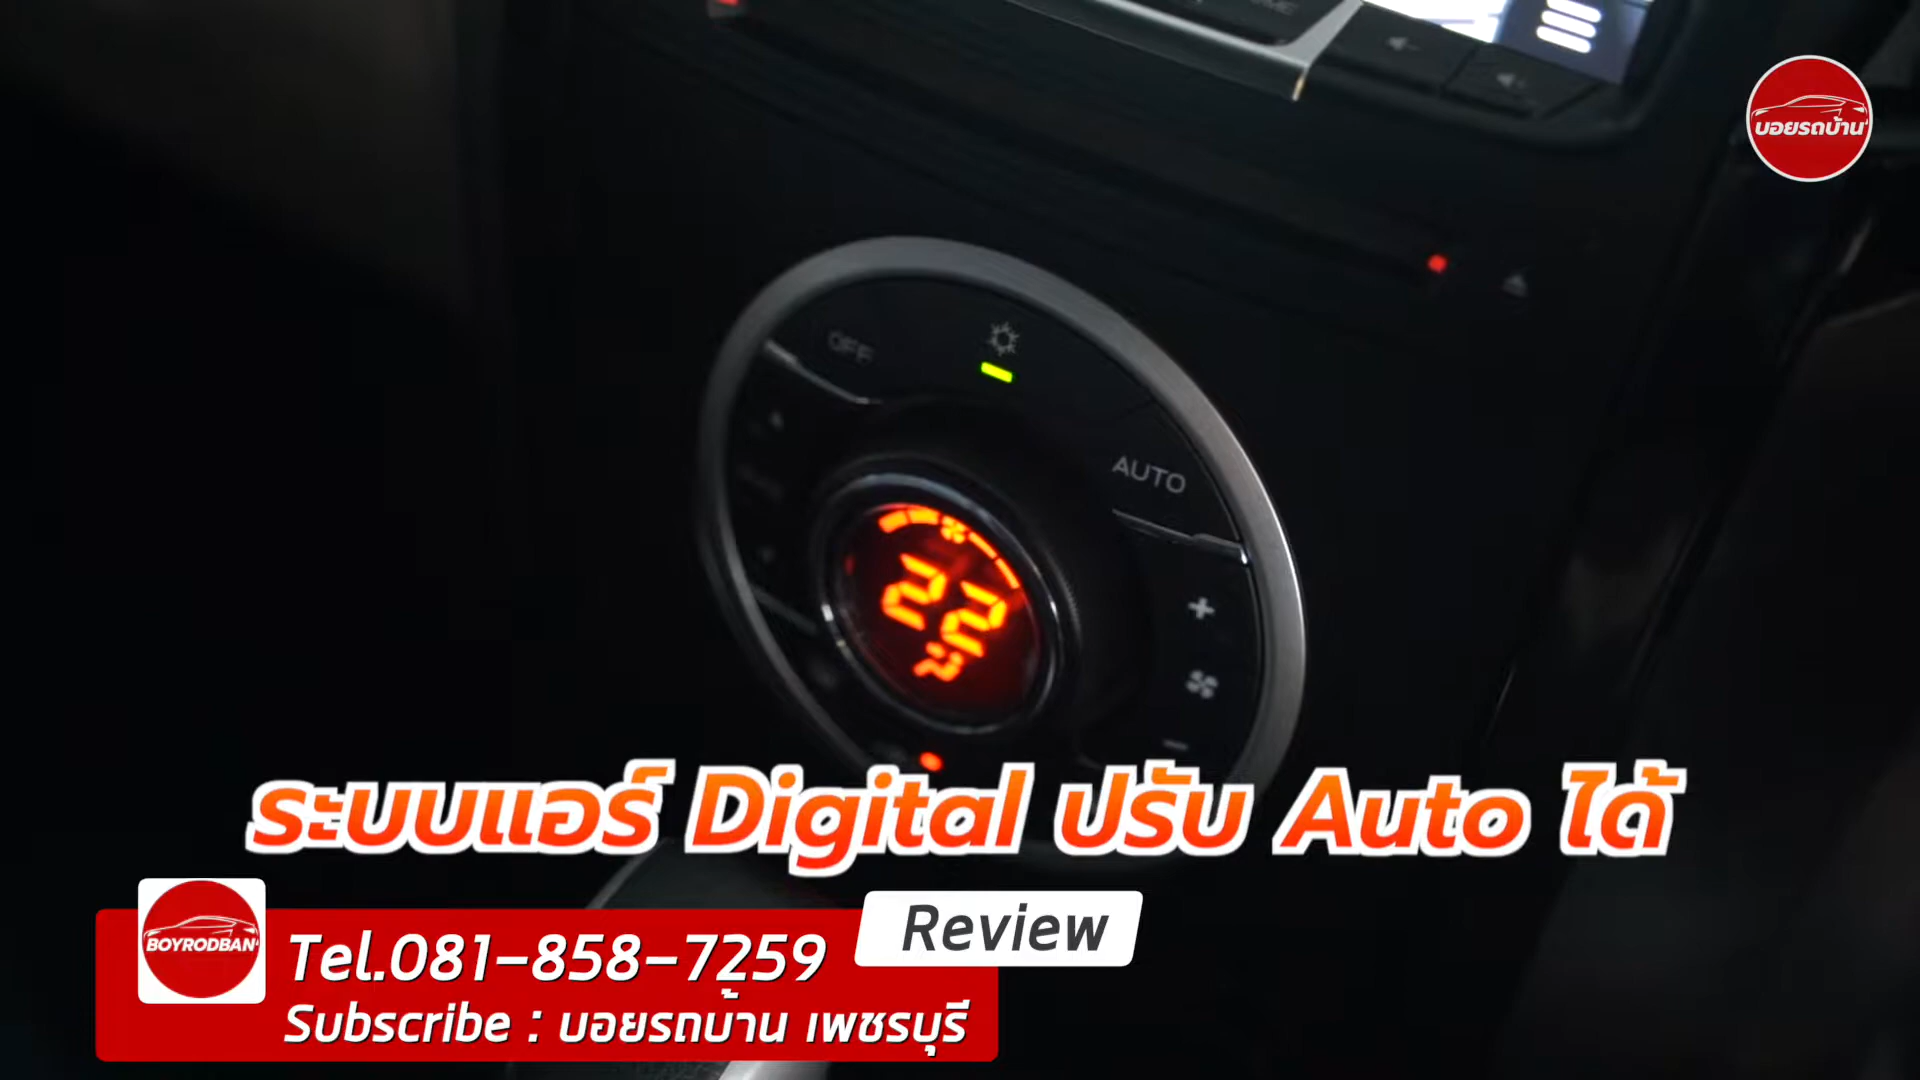 บอยรถบ้าน
OFF
AUTO
22
ระบบแอร์ Digital ปรับ Auto ได้
Review
BOYRODBAN
Tel.081-858-7259
Subscribe : บอยรถบ้าน เพชรบุรี